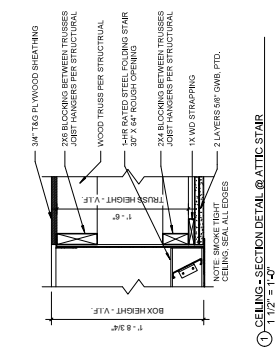 3/4" T&G PLYWOOD SHEATHING
2X6 BLOCKING BETWEEN TRUSSES
JOIST HANGERS PER STRUCTURAL
WOOD TRUSS PER STRUCTRUAL
1-HR RATED STEEL FOLDING STAIR
30" X 64" ROUGH OPENING
2X4 BLOCKING BETWEEN TRUSSES
JOIST HANGERS PER STRUCTURAL
1X WD STRAPPING
2 LAYERS 5/8" GWB, PTD.
TRUSS HEIGHT - V.I.F.
1' - 6"
NOTE: SMOKE TIGHT
CEILING; SEAL ALL EDGES
BOX HEIGHT - V.I.F.
1' - 8 3/4"
1 CEILING - SECTION DETAIL @ ATTIC STAIR
1 1/2" = 1'-0"